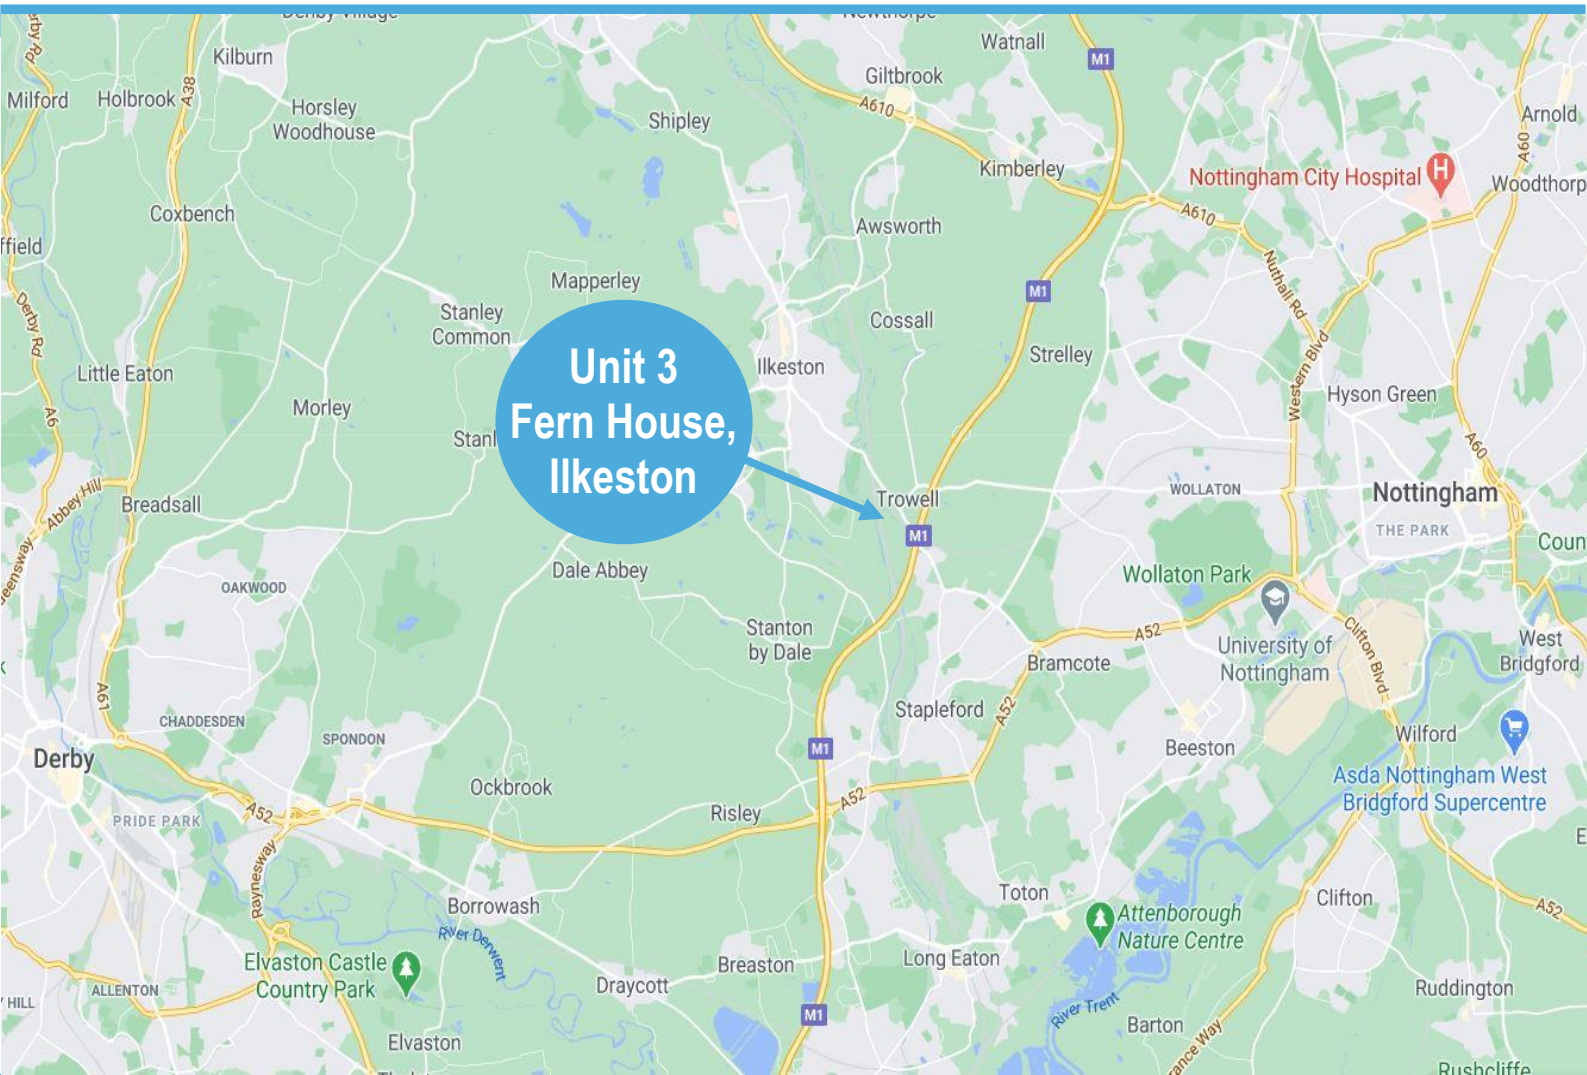 Watnall
M1
Kilburn
Giltbrook
A38
Milford
Holbrook
Horsley
Woodhouse
A610
Shipley
Arnold
A60
Kimberley
Nottingham City Hospital
H
Coxbench
A610
Awsworth
Nuthall Rd
Mapperley
M1
Derby Rd
Stanley
Common
Cossall
Strelley
Unit 3
Fern House,
Ilkeston
Ilkeston
Little Eaton
Western Blvd
Hyson Green
Morley
A6
A60
Trowell
WOLLATON
Nottingham
Abbey Hill
Breadsall
THE PARK
M1
Dale Abbey
Wollaton Park
OAKWOOD
Stanton
by Dale
A52
Clifton Blvd
University of
Nottingham
West
Bridgford
Bramcote
A61
Stapleford
A52
CHADDESDEN
SPONDON
Wilford
Derby
M1
Beeston
Asda Nottingham West
Bridgford Supercentre
Ockbrook
A52
PRIDE PARK
A52
Risley
Raynesway
Toton
Clifton
A52
Borrowash
River Derwent
Attenborough
Nature Centre
Elvaston Castle
Country Park
Breaston
Long Eaton
ALLENTON
Draycott
Ruddington
M1
River Trent
Barton
Elvaston